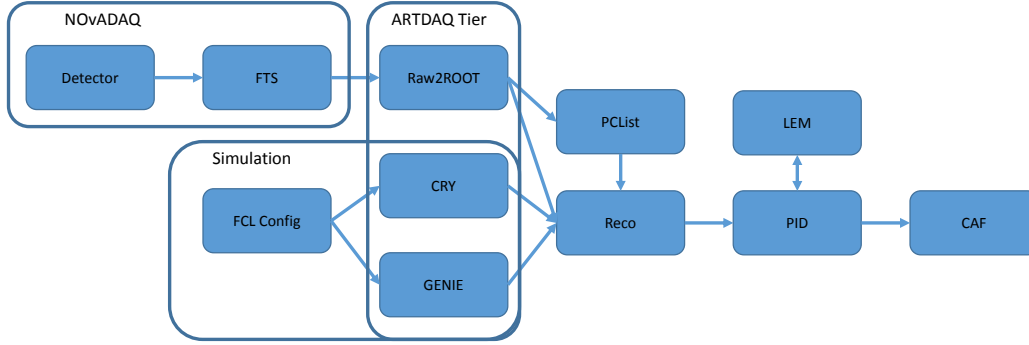 NOvADAQ
ARTDAQ Tier
Detector
FTS
Raw2ROOT
PCList
LEM
Simulation
CRY
FCL Config
Reco
PID
CAF
GENIE